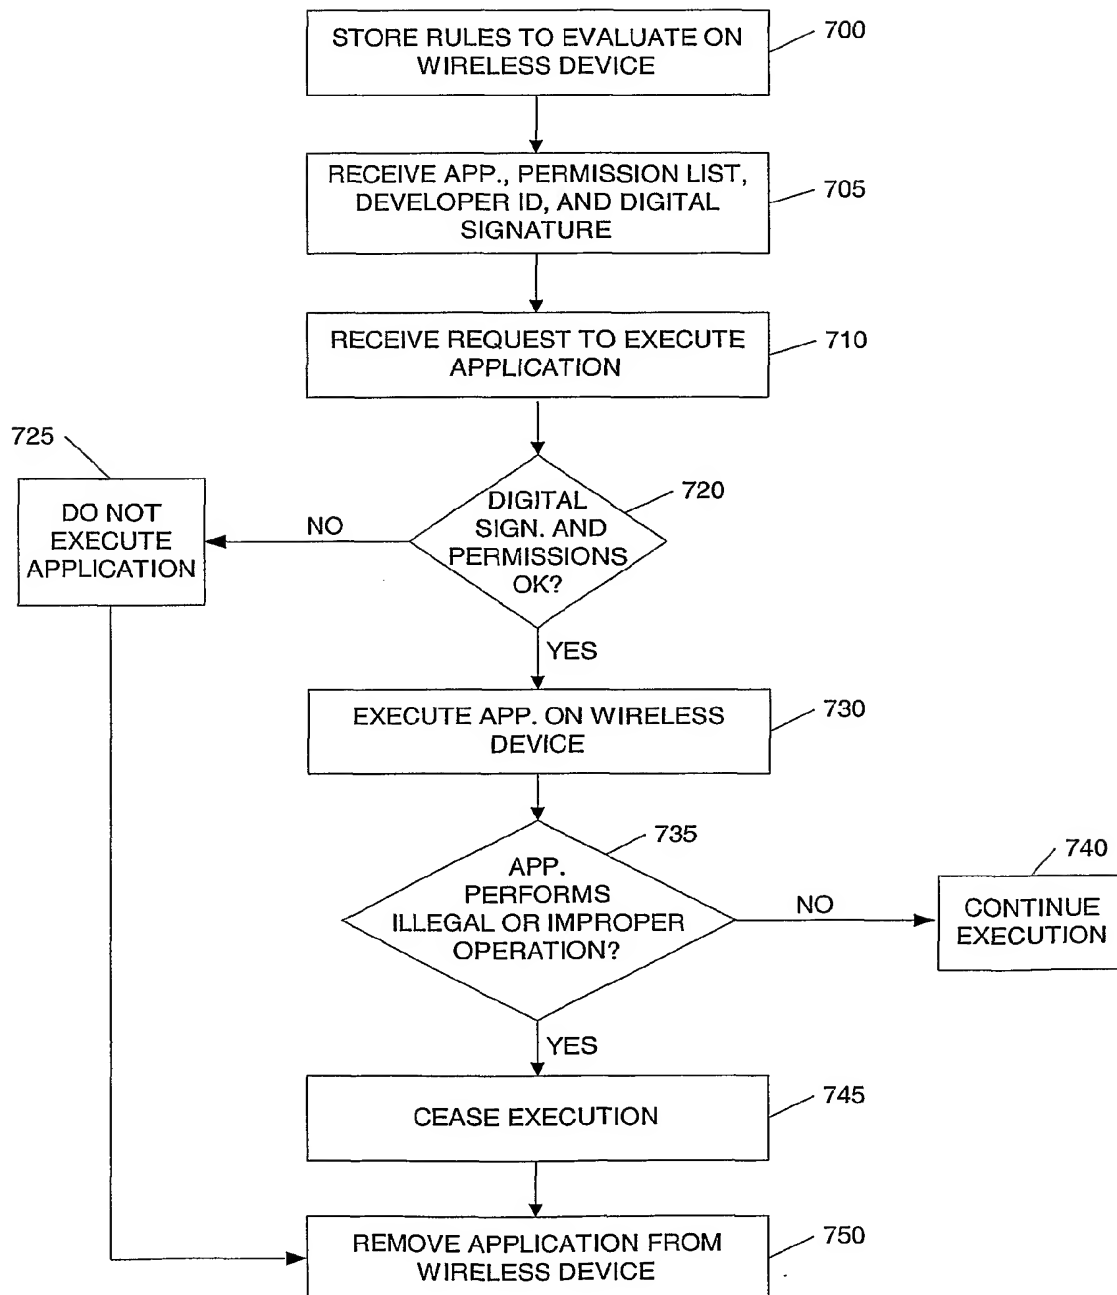 STORE RULES TO EVALUATE ON
WIRELESS DEVICE
700
RECEIVE APP., PERMISSION LIST,
DEVELOPER ID, AND DIGITAL
SIGNATURE
705
RECEIVE REQUEST TO EXECUTE
APPLICATION
710
725
DO NOT
EXECUTE
APPLICATION
NO
DIGITAL
SIGN. AND
PERMISSIONS
OK?
720
YES
EXECUTE APP. ON WIRELESS
DEVICE
730
APP.
PERFORMS
ILLEGAL OR IMPROPER
OPERATION?
735
NO
740
CONTINUE
EXECUTION
YES
CEASE EXECUTION
745
REMOVE APPLICATION FROM
WIRELESS DEVICE
750